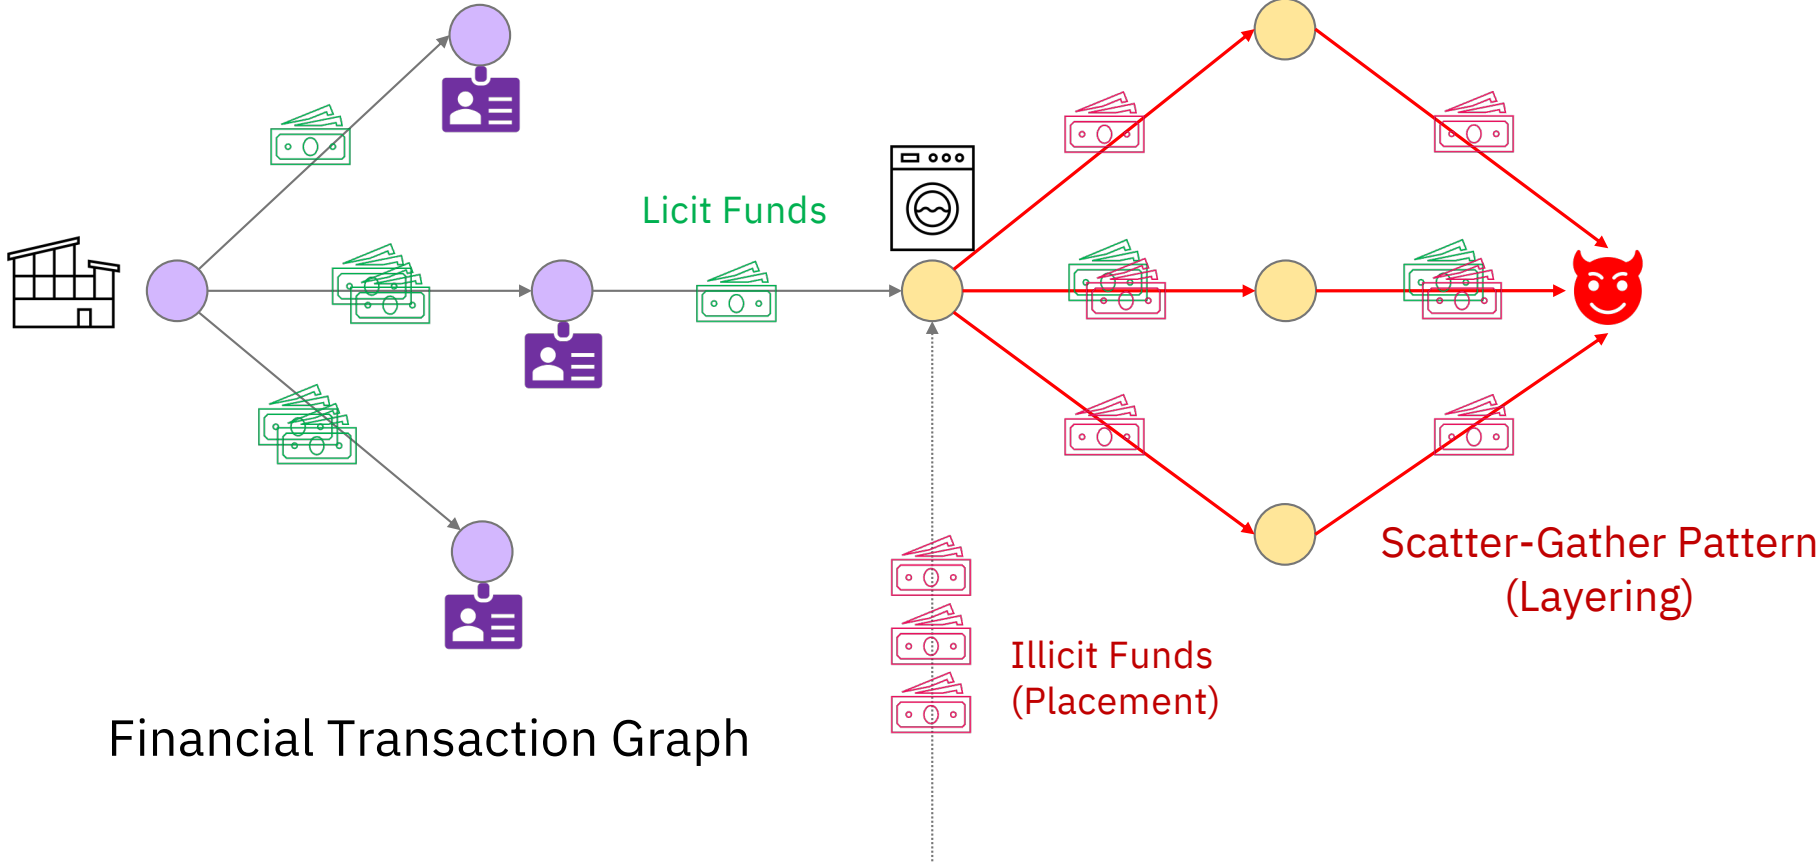 Licit Funds
Scatter-Gather Pattern
(Layering)
Illicit Funds
(Placement)
Financial Transaction Graph